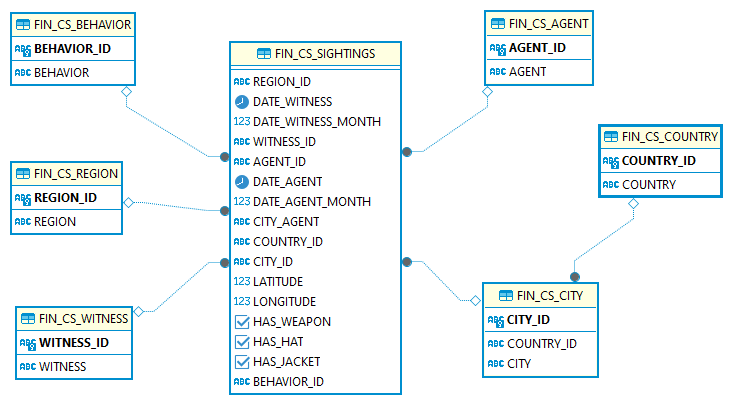 FIN_CS_BEHAVIOR
ABC BEHAVIOR_ID
ABC BEHAVIOR
FIN_CS_REGION
ABC REGION_ID
ABC REGION
FIN_CS_WITNESS
ABC WITNESS_ID
ABC WITNESS
FIN_CS_SIGHTINGS
ABC REGION_ID
DATE_WITNESS
123 DATE_WITNESS_MONTH
ABC WITNESS_ID
ABC AGENT_ID
DATE_AGENT
123 DATE_AGENT_MONTH
ABC CITY_AGENT
ABC COUNTRY_ID
ABC CITY_ID
123 LATITUDE
123 LONGITUDE
HAS_WEAPON
HAS_HAT
HAS_JACKET
ABC BEHAVIOR_ID
FIN_CS_AGENT
ABC AGENT_ID
ABC AGENT
FIN_CS_COUNTRY
ABC COUNTRY_ID
ABC COUNTRY
FIN_CS_CITY
ABC CITY_ID
ABC COUNTRY_ID
ABC CITY